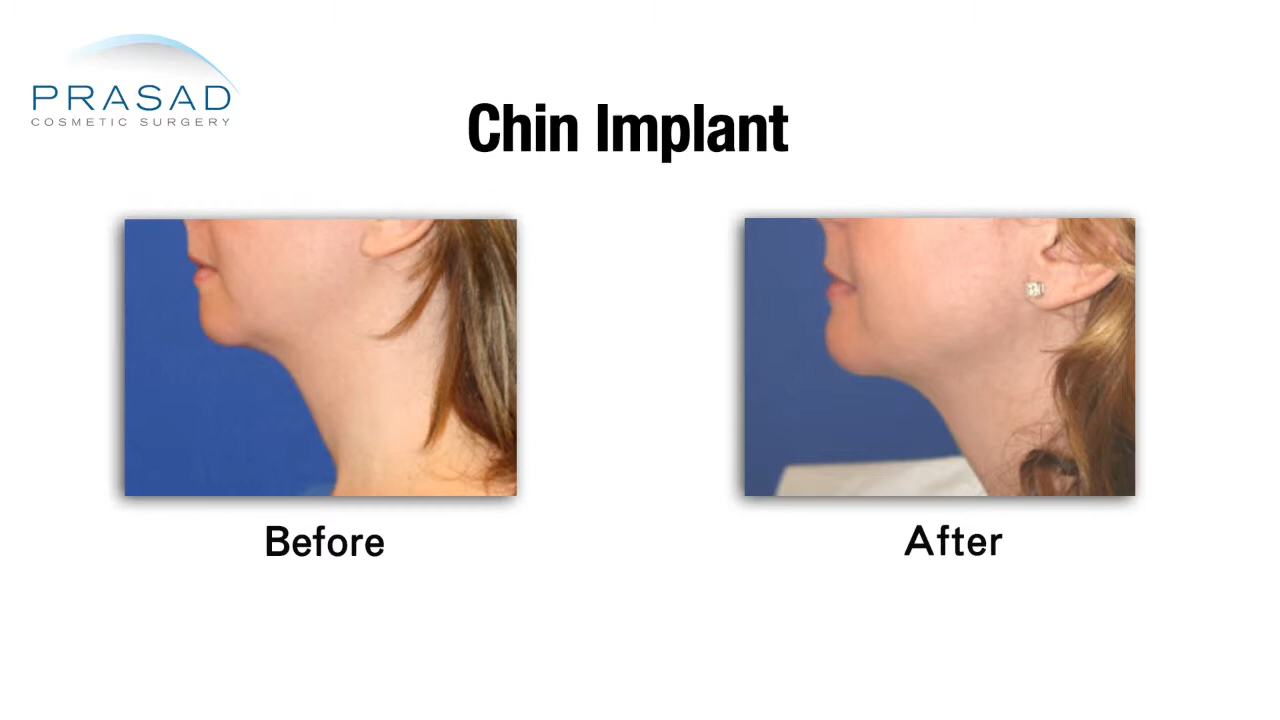 PRASAD
COSMETIC SURGERY
Chin Implant
Before
After